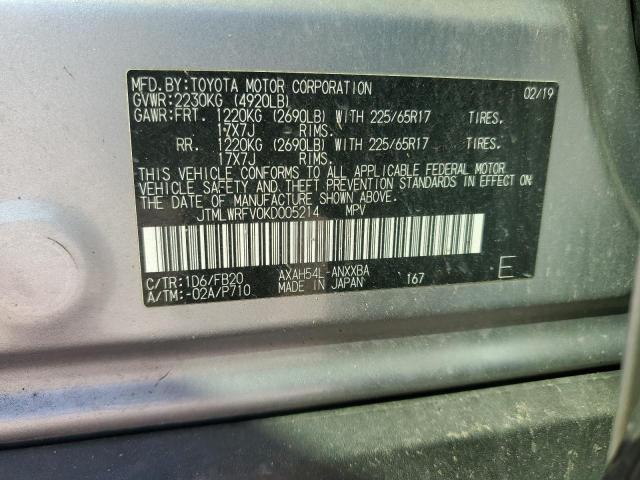 MFD.BY:TOYOTA MOTOR CORPORATION 02/19
GVWR:2230KG (4920LB)
GAWR:FRT. 1220KG (2690LB) WITH 225/65R17 TIRES.
17X7J RIMS.
RR. 1220KG (2690LB) WITH 225/65R17 TIRES.
17X7J RIMS.
THIS VEHICLE CONFORMS TO ALL APPLICABLE FEDERAL MOTOR
VEHICLE SAFETY AND THEFT PREVENTION STANDARDS IN EFFECT ON
THE DATE OF MANUFACTURE SHOWN ABOVE.
JTMLWRFV0KD005214 MPV
C/TR:1D6/FB20 AXAH54L-ANXXBA 167 E
A/TM:-02A/P710 MADE IN JAPAN